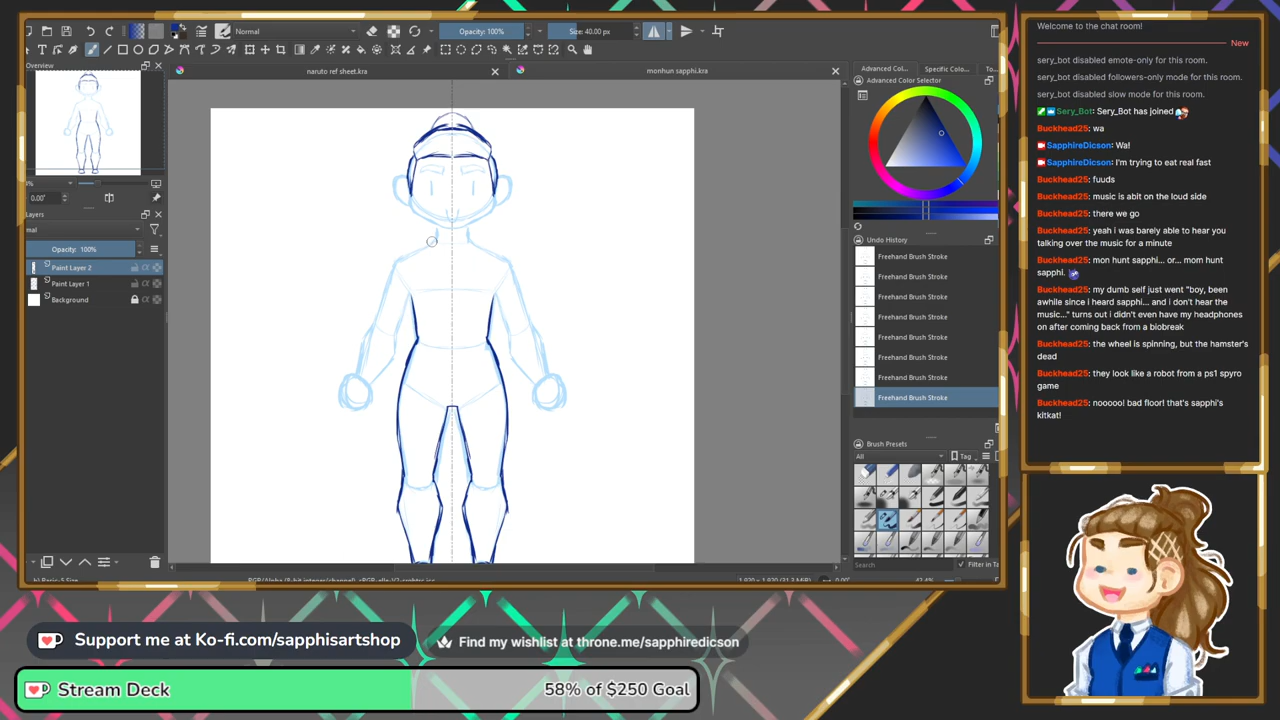 Normal
Opacity: 100%
Size: 40.00 px
Overview
naruto ref sheet.kra
monhun sapphi.kra
Advanced Col...
Specific Colo...
To...
Advanced Color Selector
0.00°
Layers
Opacity: 100%
Paint Layer 2
Paint Layer 1
Background
Undo History
Freehand Brush Stroke
Freehand Brush Stroke
Freehand Brush Stroke
Freehand Brush Stroke
Freehand Brush Stroke
Freehand Brush Stroke
Freehand Brush Stroke
Freehand Brush Stroke
Brush Presets
All
Tag
Search
Filter in Ta
Welcome to the chat room!
New
sery_bot disabled emote-only for this room.
sery_bot disabled followers-only mode for this room.
sery_bot disabled slow mode for this room.
Sery_Bot: Sery_Bot has joined
Buckhead25: wa
SapphireDicson: Wa!
SapphireDicson: I'm trying to eat real fast
Buckhead25: fuuds
Buckhead25: music is abit on the loud side
Buckhead25: there we go
Buckhead25: yeah i was barely able to hear you
talking over the music for a minute
Buckhead25: mon hunt sapphi... or... mom hunt
sapphi.
Buckhead25: my dumb self just went "boy, been
awhile since i heard sapphi... and i don't hear the
music..." turns out i didn't even have my headphones
on after coming back from a biobreak
Buckhead25: the wheel is spinning, but the hamster's
dead
Buckhead25: they look like a robot from a ps1 spyro
game
Buckhead25: noooool bad floor! that's sapphi's
kitkat!
Support me at Ko-fi.com/sapphisartshop
Find my wishlist at throne.me/sapphiredicson
Stream Deck
58% of $250 Goal